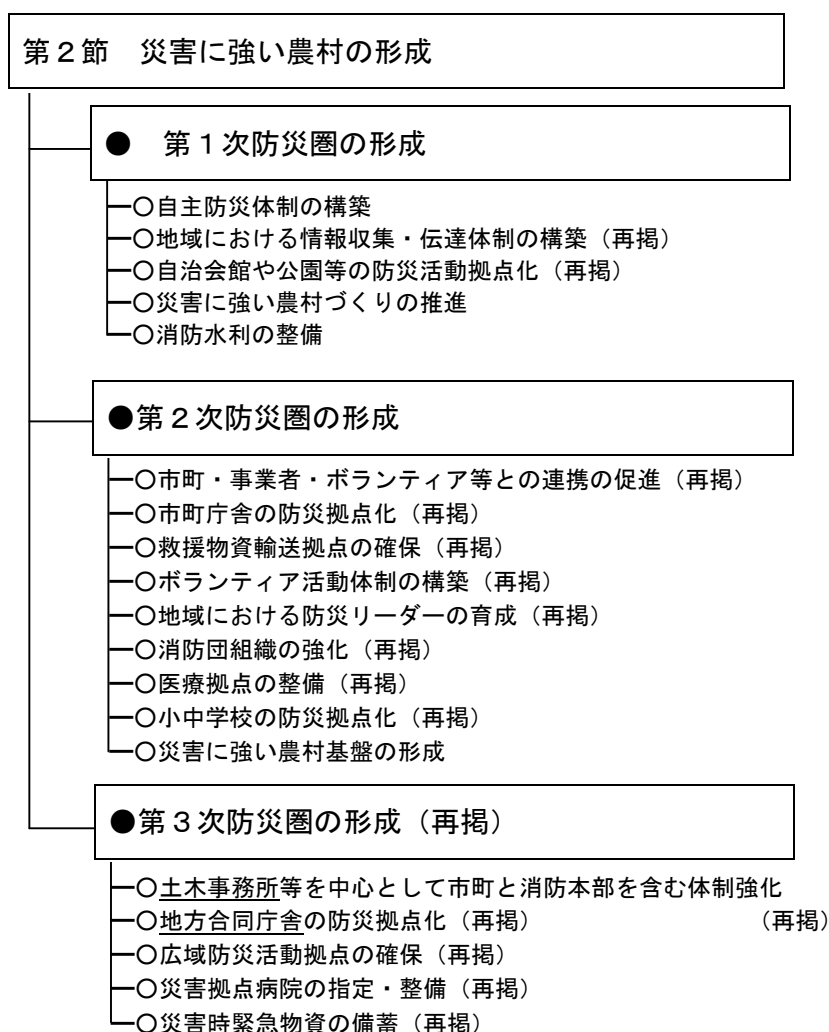 第２節　災害に強い農村の形成
●　第１次防災圏の形成
○自主防災体制の構築
○地域における情報収集・伝達体制の構築（再掲）
○自治会館や公園等の防災活動拠点化（再掲）
○災害に強い農村づくりの推進
○消防水利の整備
●第２次防災圏の形成
○市町・事業者・ボランティア等との連携の促進（再掲）
○市町庁舎の防災拠点化（再掲）
○救援物資輸送拠点の確保（再掲）
○ボランティア活動体制の構築（再掲）
○地域における防災リーダーの育成（再掲）
○消防団組織の強化（再掲）
○医療拠点の整備（再掲）
○小中学校の防災拠点化（再掲）
○災害に強い農村基盤の形成
●第３次防災圏の形成（再掲）
○土木事務所等を中心として市町と消防本部を含む体制強化
○地方合同庁舎の防災拠点化（再掲）　（再掲）
○広域防災活動拠点の確保（再掲）
○災害拠点病院の指定・整備（再掲）
○災害時緊急物資の備蓄（再掲）